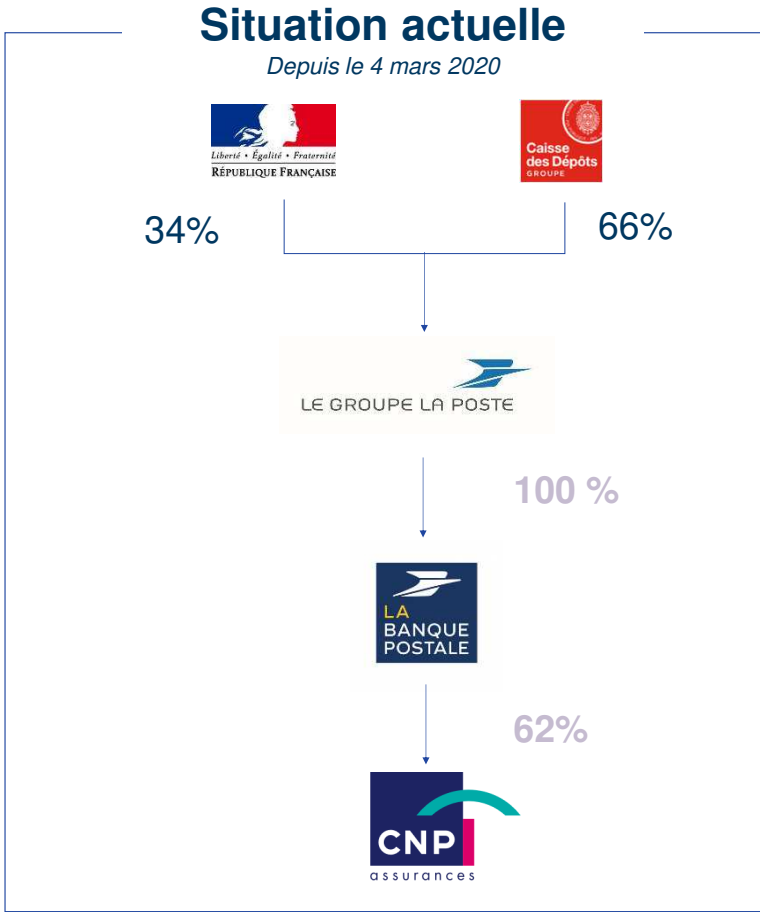 Situation actuelle
Depuis le 4 mars 2020
Liberté • Égalité • Fraternité
RÉPUBLIQUE FRANÇAISE
Caisse
des Dépôts
GROUPE
34%
66%
LE GROUPE LA POSTE
100 %
LA
BANQUE
POSTALE
62%
CNP
assurances